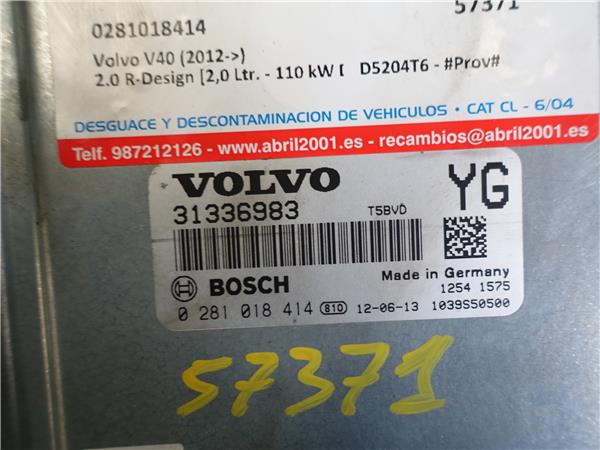 57371
0281018414
Volvo V40 (2012->)
2.0 R-Design [2,0 Ltr. - 110 kW [ D5204T6 - #Prov#
DESGUACE Y DESCONTAMINACION DE VEHICULOS • CAT CL - 6/04
Telf. 987212126 - www.abril2001.es - recambios@abril2001.es
VOLVO YG
31336983 T5BVD
BOSCH Made in Germany
1254 1575
0 281 018 414 810 12-06-13 1039S50500
57371